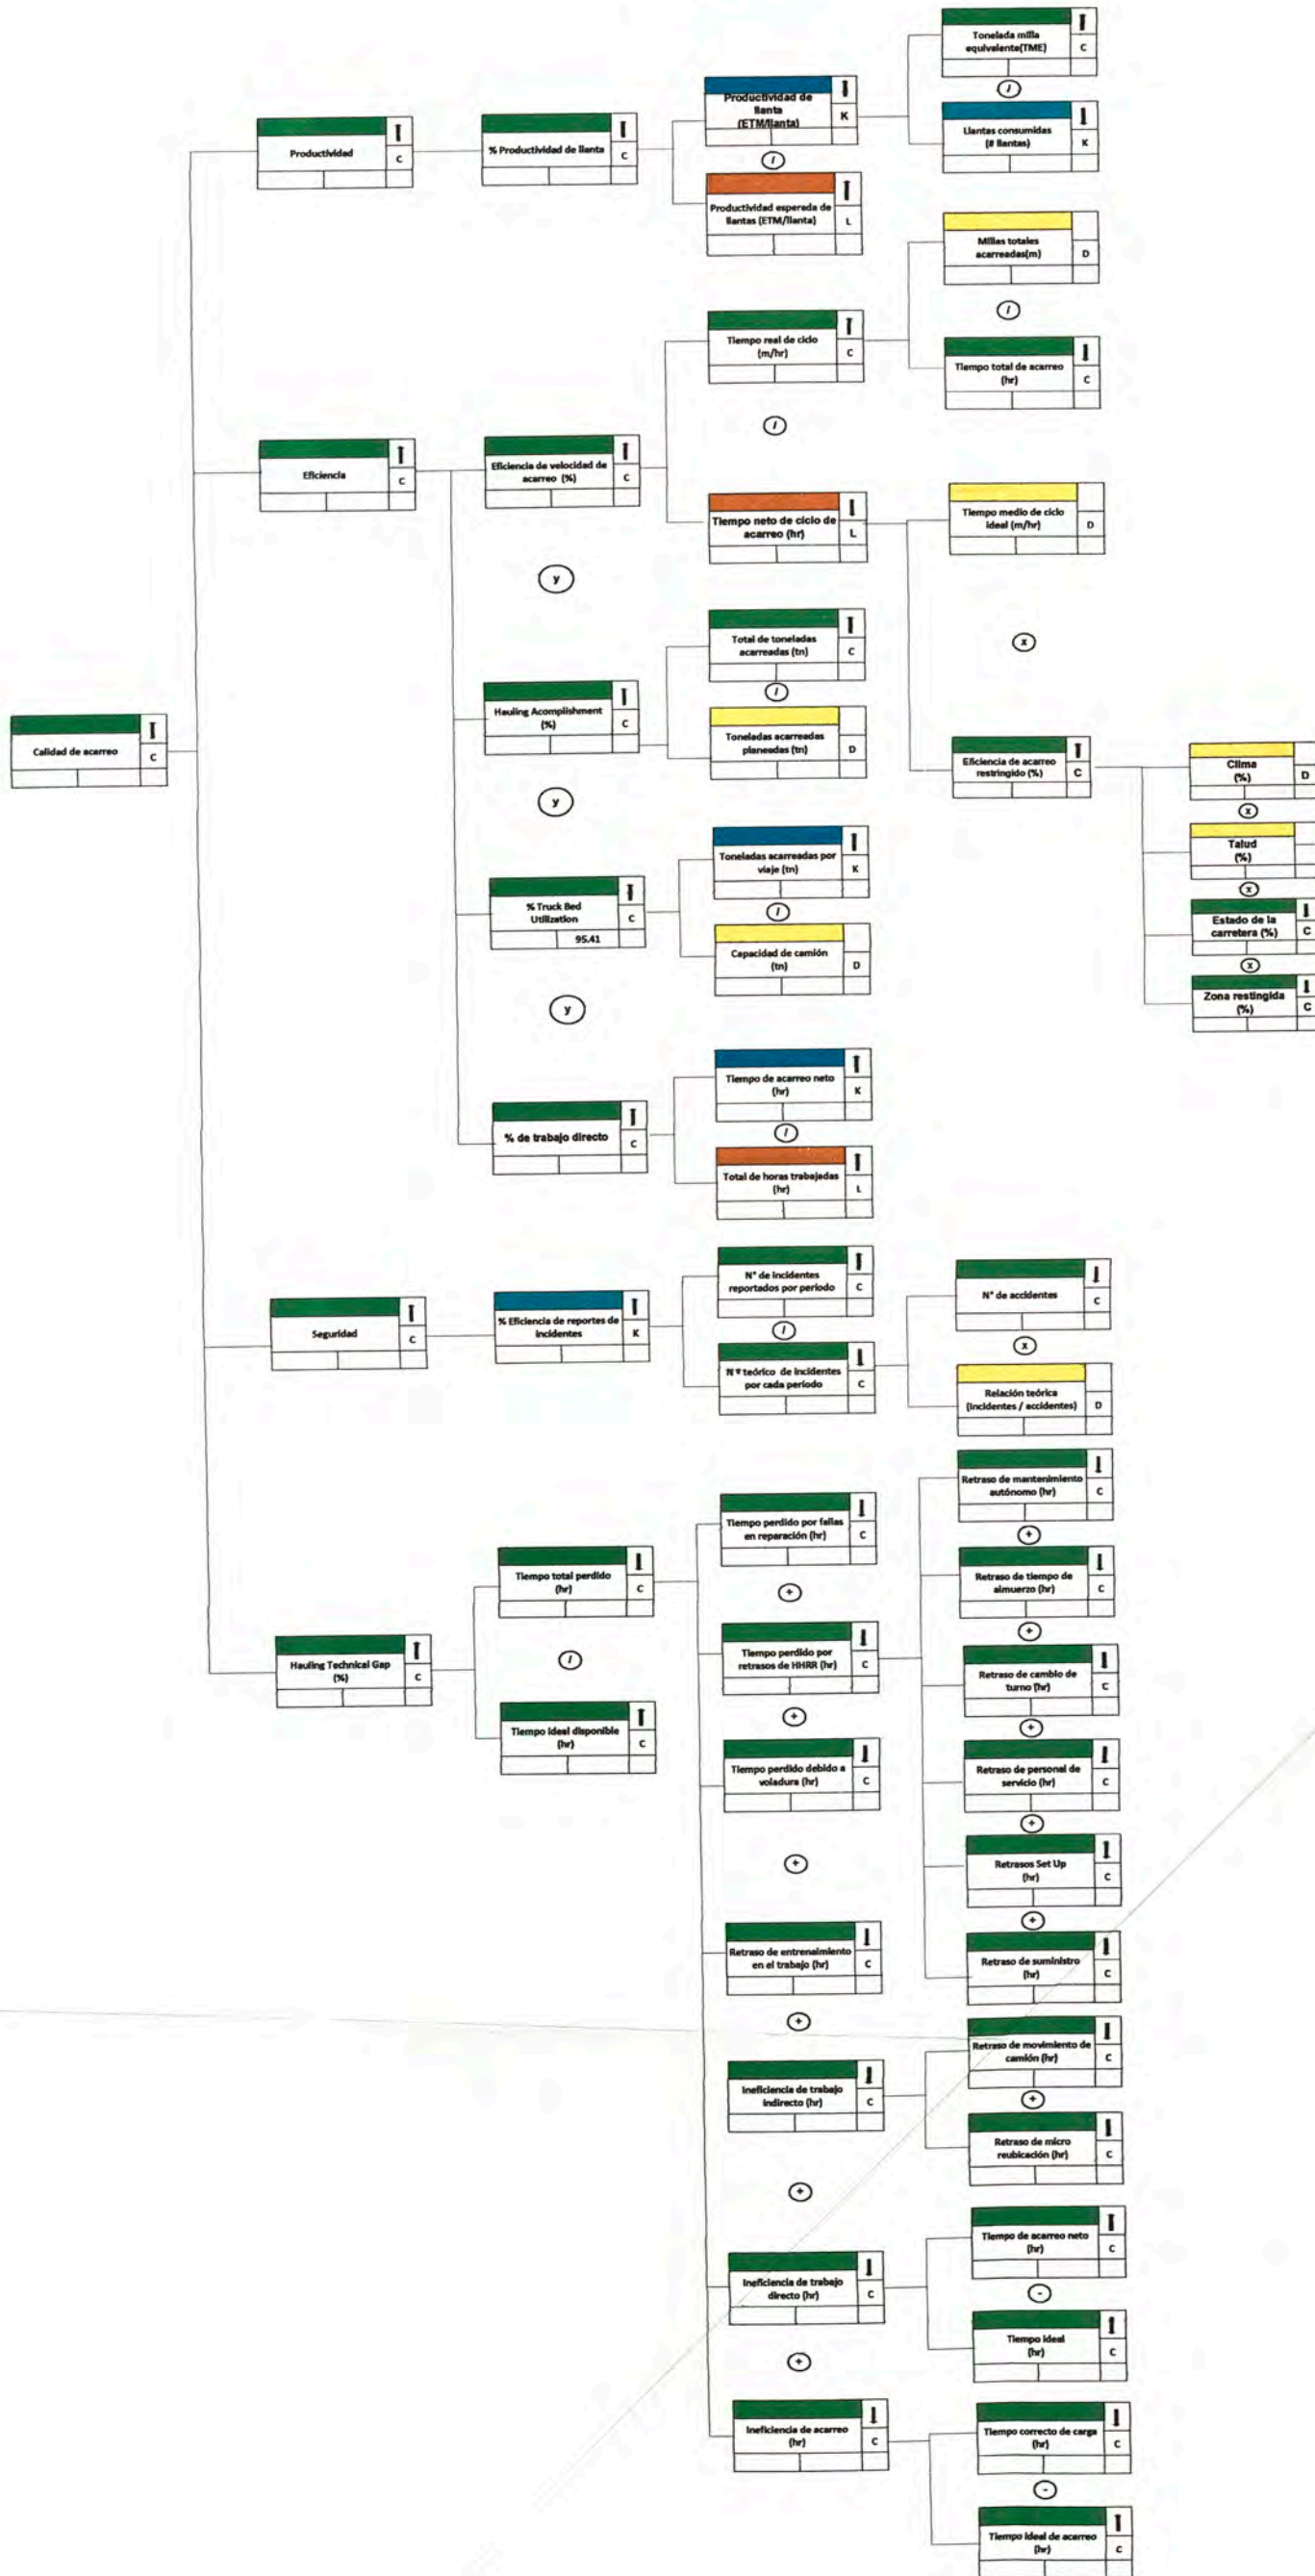 Calidad de acarreo
C
Productividad
C
% Productividad de llanta
C
Productividad de
llanta
(ETM/llanta)
K
/
Productividad esperada de
llantas (ETM/llanta)
L
Tonelada milla
equivalente(TME)
C
/
Llantas consumidas
(# llantas)
K
Eficiencia
C
Eficiencia de velocidad de
acarreo (%)
C
Tiempo real de ciclo
(m/hr)
C
/
Tiempo neto de ciclo de
acarreo (hr)
L
Millas totales
acarreadas(m)
D
/
Tiempo total de acarreo
(hr)
C
Tiempo medio de ciclo
ideal (m/hr)
D
x
Eficiencia de acarreo
restringido (%)
C
Clima
(%)
D
x
Talud
(%)
x
Estado de la
carretera (%)
C
x
Zona restingida
(%)
C
y
Hauling Acomplishment
(%)
C
Total de toneladas
acarreadas (tn)
C
/
Toneladas acarreadas
planeadas (tn)
D
y
% Truck Bed
Utilization
C
95.41
Toneladas acarreadas por
viaje (tn)
K
/
Capacidad de camión
(tn)
D
y
% de trabajo directo
C
Tiempo de acarreo neto
(hr)
K
/
Total de horas trabajadas
(hr)
L
Seguridad
C
% Eficiencia de reportes de
incidentes
K
N° de incidentes
reportados por período
C
/
N º teórico de incidentes
por cada período
C
N° de accidentes
C
x
Relación teórica
(incidentes / accidentes)
D
Hauling Technical Gap
(%)
C
Tiempo total perdido
(hr)
C
/
Tiempo ideal disponible
(hr)
C
Tiempo perdido por fallas
en reparación (hr)
C
+
Tiempo perdido por
retrasos de HHRR (hr)
C
+
Tiempo perdido debido a
voladura (hr)
C
+
Retraso de entrenaimiento
en el trabajo (hr)
C
+
Ineficiencia de trabajo
indirecto (hr)
C
+
Ineficiencia de trabajo
directo (hr)
C
+
Ineficiencia de acarreo
(hr)
C
Retraso de mantenimiento
autónomo (hr)
C
+
Retraso de tiempo de
almuerzo (hr)
C
+
Retraso de cambio de
turno (hr)
C
+
Retraso de personal de
servicio (hr)
C
+
Retrasos Set Up
(hr)
C
+
Retraso de suministro
(hr)
C
Retraso de movimiento de
camión (hr)
C
+
Retraso de micro
reubicación (hr)
C
Tiempo de acarreo neto
(hr)
C
-
Tiempo ideal
(hr)
C
Tiempo correcto de carga
(hr)
C
-
Tiempo ideal de acarreo
(hr)
C